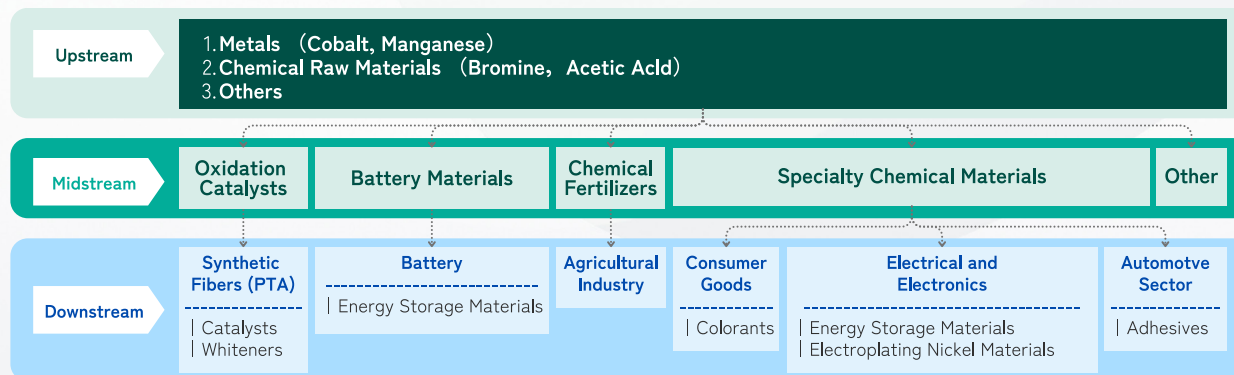 Upstream
1. Metals （Cobalt, Manganese）
2. Chemical Raw Materials （Bromine，Acetic Acld）
3. Others
Midstream
Oxidation
Catalysts
Battery Materials
Chemical
Fertilizers
Specialty Chemical Materials
Other
Downstream
Synthetic
Fibers (PTA)
| Catalysts
| Whiteners
Battery
| Energy Storage Materials
Agricultural
Industry
Consumer
Goods
| Colorants
Electrical and
Electronics
| Energy Storage Materials
| Electroplating Nickel Materials
Automotve
Sector
| Adhesives